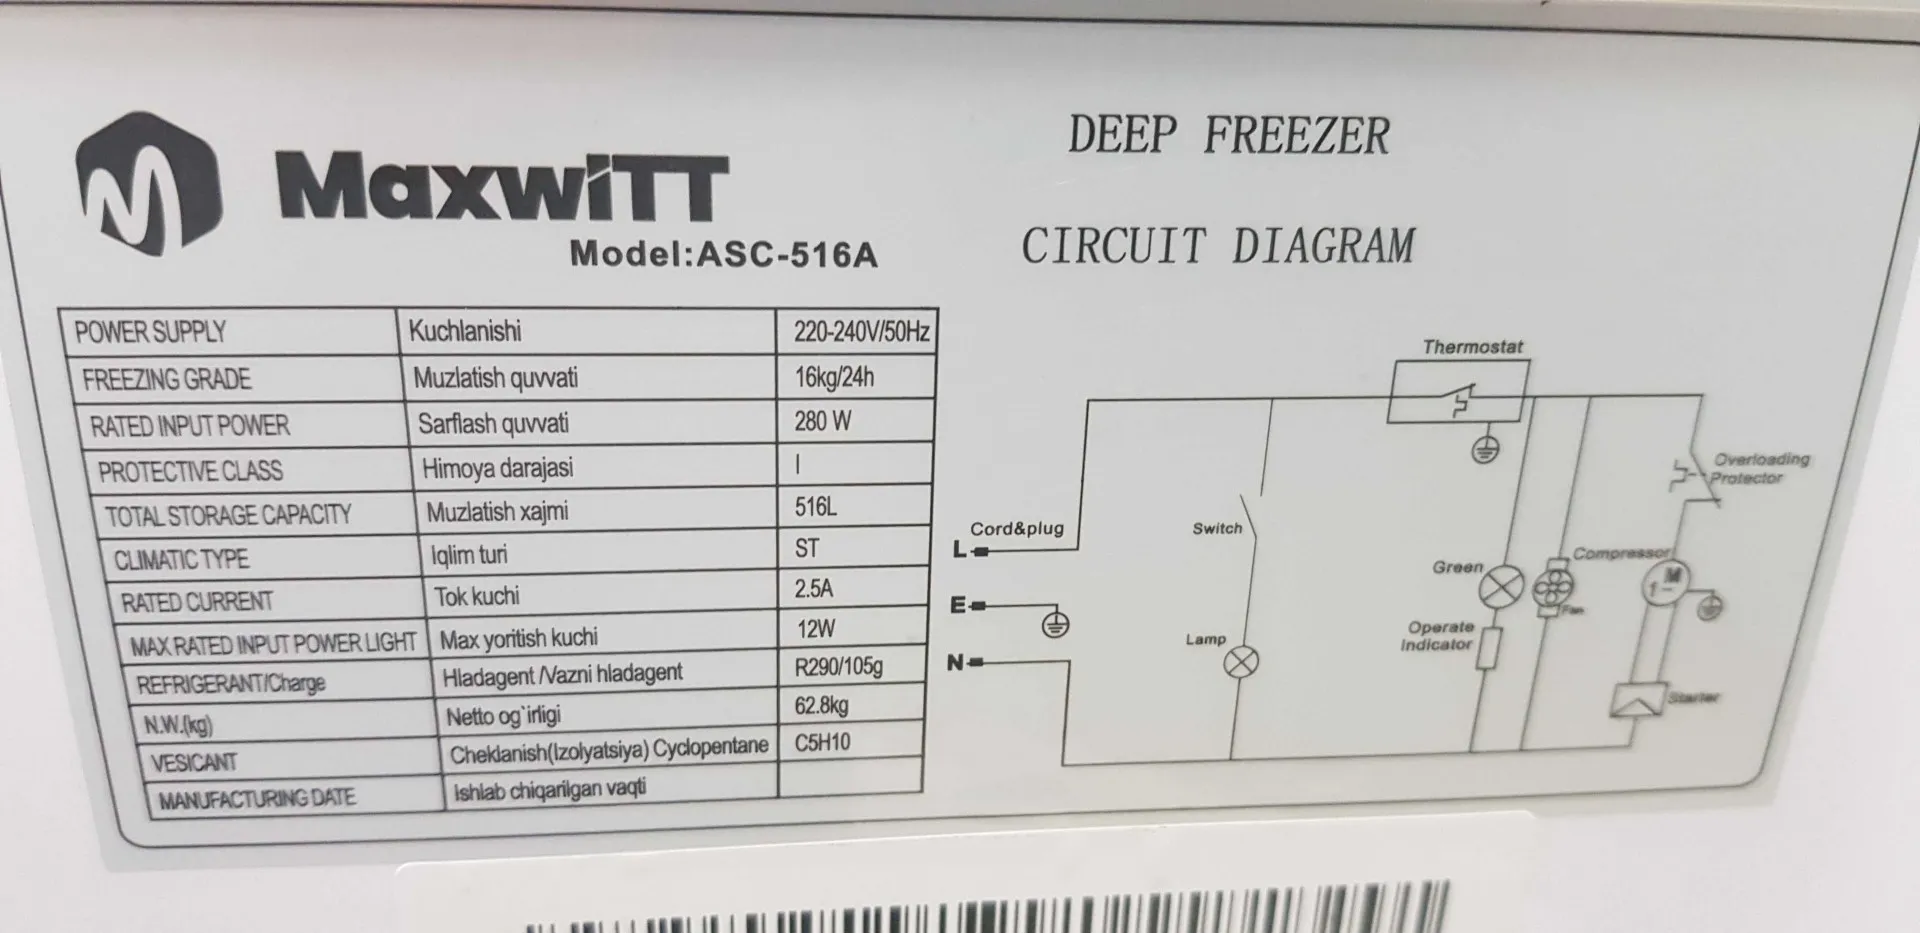 MaxwiTT
Model:ASC-516A
POWER SUPPLY Kuchlanishi 220-240V/50Hz
FREEZING GRADE Muzlatish quvvati 16kg/24h
RATED INPUT POWER Sarflash quvvati 280 W
PROTECTIVE CLASS Himoya darajasi I
TOTAL STORAGE CAPACITY Muzlatish xajmi 516L
CLIMATIC TYPE Iqlim turi ST
RATED CURRENT Tok kuchi 2.5A
MAX RATED INPUT POWER LIGHT Max yoritish kuchi 12W
REFRIGERANT/Charge Hladagent /Vazni hladagent R290/105g
N.W.(kg) Netto og`irligi 62.8kg
VESICANT Cheklanish(Izolyatsiya) Cyclopentane C5H10
MANUFACTURING DATE Ishlab chiqarilgan vaqti
DEEP FREEZER
CIRCUIT DIAGRAM
Thermostat
Overloading
Protector
Cord&plug
L
Switch
Compressor
Green
M
1~
Fan
E
Operate
Indicator
Lamp
N
Starter